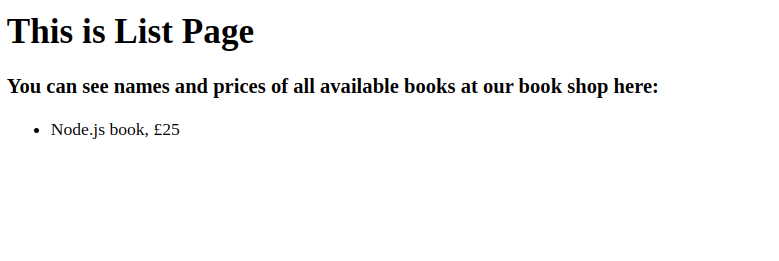 This is List Page
You can see names and prices of all available books at our book shop here:
• Node.js book, £25